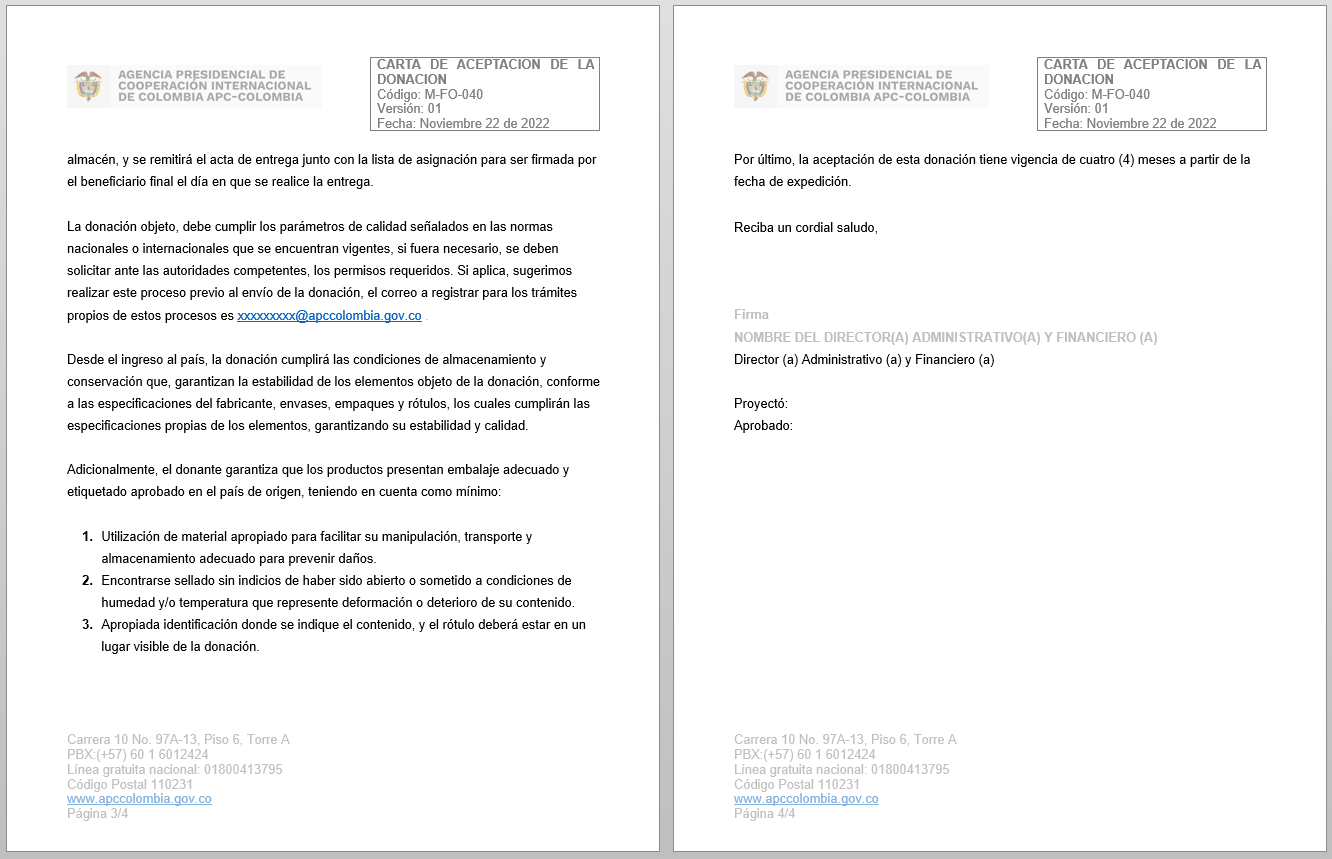 AGENCIA PRESIDENCIAL DE
COOPERACIÓN INTERNACIONAL
DE COLOMBIA APC-COLOMBIA
CARTA DE ACEPTACION DE LA
DONACION
Código: M-FO-040
Versión: 01
Fecha: Noviembre 22 de 2022
almacén, y se remitirá el acta de entrega junto con la lista de asignación para ser firmada por
el beneficiario final el día en que se realice la entrega.
La donación objeto, debe cumplir los parámetros de calidad señalados en las normas
nacionales o internacionales que se encuentran vigentes, si fuera necesario, se deben
solicitar ante las autoridades competentes, los permisos requeridos. Si aplica, sugerimos
realizar este proceso previo al envío de la donación, el correo a registrar para los trámites
propios de estos procesos es xxxxxxxxx@apccolombia.gov.co .
Desde el ingreso al país, la donación cumplirá las condiciones de almacenamiento y
conservación que, garantizan la estabilidad de los elementos objeto de la donación, conforme
a las especificaciones del fabricante, envases, empaques y rótulos, los cuales cumplirán las
especificaciones propias de los elementos, garantizando su estabilidad y calidad.
Adicionalmente, el donante garantiza que los productos presentan embalaje adecuado y
etiquetado aprobado en el país de origen, teniendo en cuenta como mínimo:
1. Utilización de material apropiado para facilitar su manipulación, transporte y
almacenamiento adecuado para prevenir daños.
2. Encontrarse sellado sin indicios de haber sido abierto o sometido a condiciones de
humedad y/o temperatura que represente deformación o deterioro de su contenido.
3. Apropiada identificación donde se indique el contenido, y el rótulo deberá estar en un
lugar visible de la donación.
Carrera 10 No. 97A-13, Piso 6, Torre A
PBX:(+57) 60 1 6012424
Línea gratuita nacional: 01800413795
Código Postal 110231
www.apccolombia.gov.co
Página 3/4
AGENCIA PRESIDENCIAL DE
COOPERACIÓN INTERNACIONAL
DE COLOMBIA APC-COLOMBIA
CARTA DE ACEPTACION DE LA
DONACION
Código: M-FO-040
Versión: 01
Fecha: Noviembre 22 de 2022
Por último, la aceptación de esta donación tiene vigencia de cuatro (4) meses a partir de la
fecha de expedición.
Reciba un cordial saludo,
Firma
NOMBRE DEL DIRECTOR(A) ADMINISTRATIVO(A) Y FINANCIERO (A)
Director (a) Administrativo (a) y Financiero (a)
Proyectó:
Aprobado:
Carrera 10 No. 97A-13, Piso 6, Torre A
PBX:(+57) 60 1 6012424
Línea gratuita nacional: 01800413795
Código Postal 110231
www.apccolombia.gov.co
Página 4/4